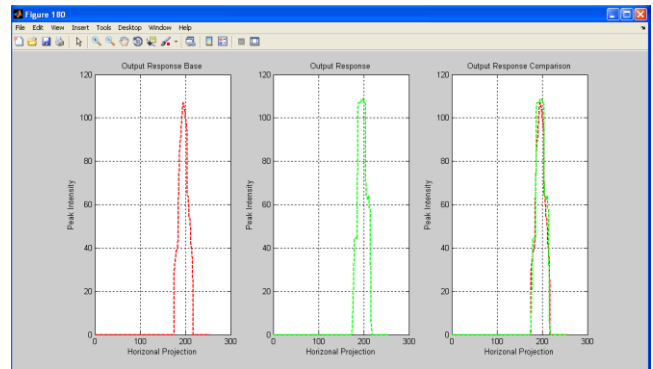 Figure 180
File Edit View Insert Tools Desktop Window Help
Output Response Base
120
100
80
60
40
20
0
0 100 200 300
Peak Intensity
Horizonal Projection
Output Response
120
100
80
60
40
20
0
0 100 200 300
Peak Intensity
Horizonal Projection
Output Response Comparison
120
100
80
60
40
20
0
0 100 200 300
Peak Intensity
Horizonal Projection